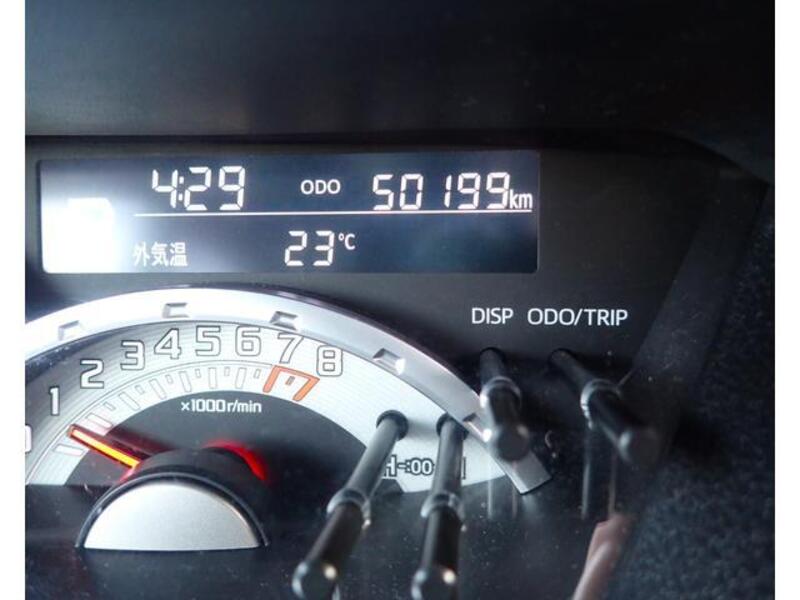 4:29 ODO 50199km
外気温 23℃
DISP ODO/TRIP
1 2 3 4 5 6 7 8
×1000r/min
H-:00